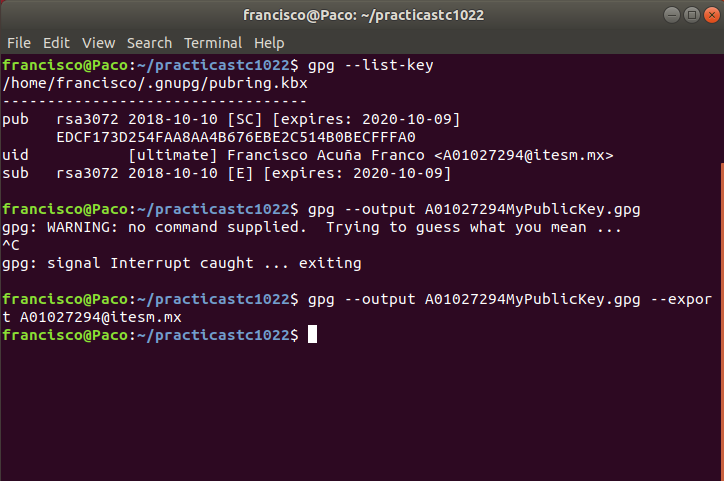 francisco@Paco: ~/practicastc1022
File Edit View Search Terminal Help
francisco@Paco:~/practicastc1022$ gpg --list-key
/home/francisco/.gnupg/pubring.kbx
----------------------------------
pub   rsa3072 2018-10-10 [SC] [expires: 2020-10-09]
      EDCF173D254FAA8AA4B676EBE2C514B0BECFFFA0
uid           [ultimate] Francisco Acuña Franco <A01027294@itesm.mx>
sub   rsa3072 2018-10-10 [E] [expires: 2020-10-09]
francisco@Paco:~/practicastc1022$ gpg --output A01027294MyPublicKey.gpg
gpg: WARNING: no command supplied.  Trying to guess what you mean ...
^C
gpg: signal Interrupt caught ... exiting
francisco@Paco:~/practicastc1022$ gpg --output A01027294MyPublicKey.gpg --expor
t A01027294@itesm.mx
francisco@Paco:~/practicastc1022$